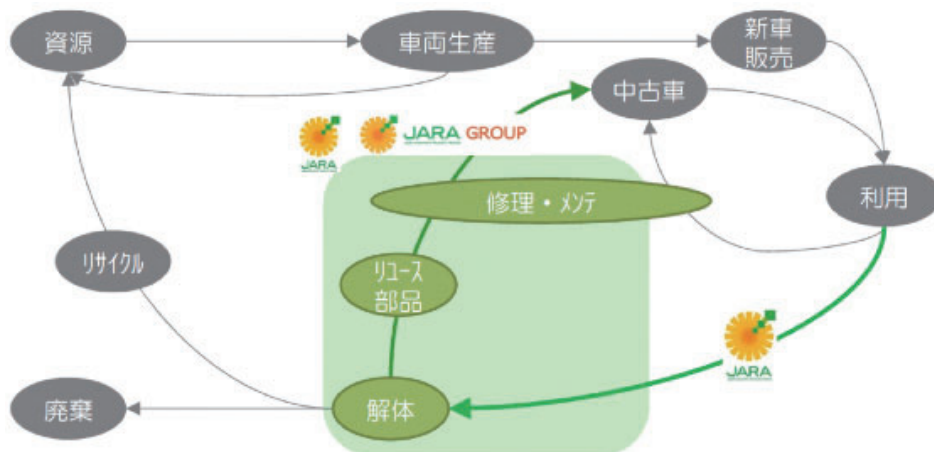 資源
車両生産
新車
販売
中古車
JARA
JARA GROUP
修理・ﾒﾝﾃ
利用
ﾘｻｲｸﾙ
ﾘﾕｰｽ
部品
JARA
廃棄
解体